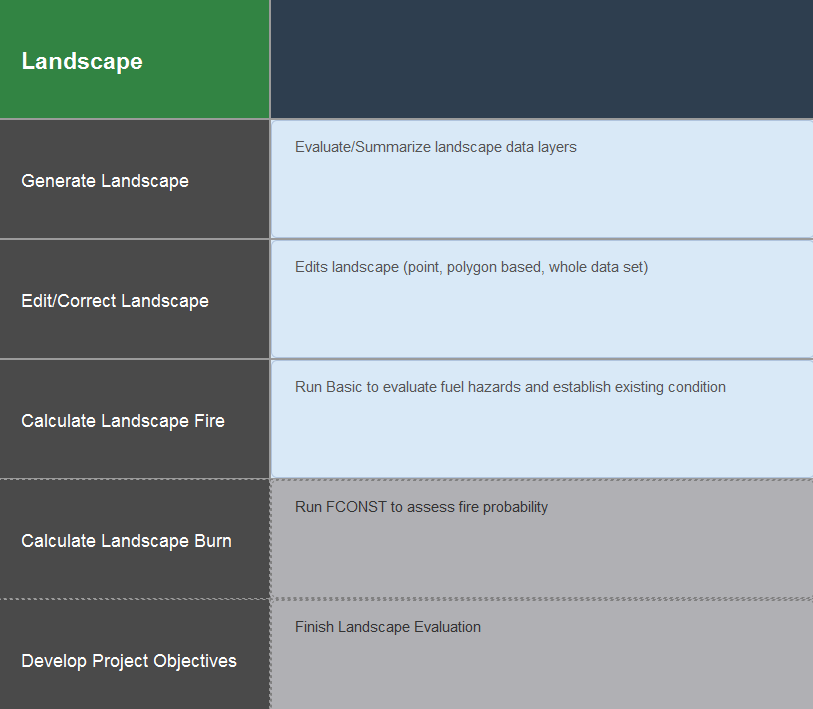 Landscape
Generate Landscape
Evaluate/Summarize landscape data layers
Edit/Correct Landscape
Edits landscape (point, polygon based, whole data set)
Calculate Landscape Fire
Run Basic to evaluate fuel hazards and establish existing condition
Calculate Landscape Burn
Run FCONST to assess fire probability
Develop Project Objectives
Finish Landscape Evaluation